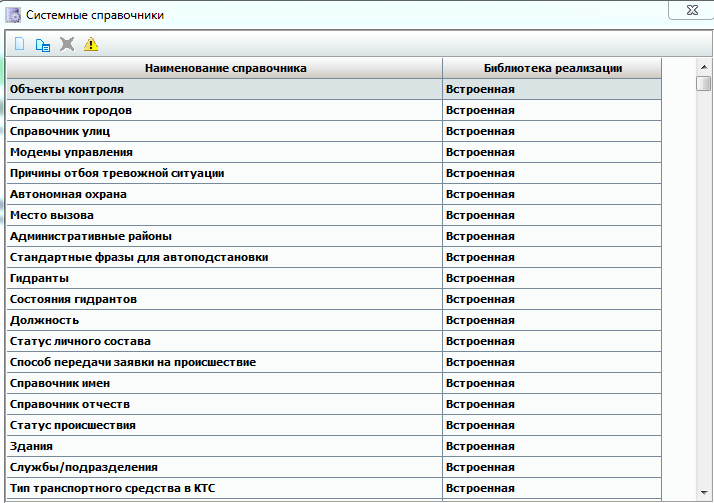 Системные справочники
Наименование справочника Библиотека реализации
Объекты контроля Встроенная
Справочник городов Встроенная
Справочник улиц Встроенная
Модемы управления Встроенная
Причины отбоя тревожной ситуации Встроенная
Автономная охрана Встроенная
Место вызова Встроенная
Административные районы Встроенная
Стандартные фразы для автоподстановки Встроенная
Гидранты Встроенная
Состояния гидрантов Встроенная
Должность Встроенная
Статус личного состава Встроенная
Способ передачи заявки на происшествие Встроенная
Справочник имен Встроенная
Справочник отчеств Встроенная
Статус происшествия Встроенная
Здания Встроенная
Службы/подразделения Встроенная
Тип транспортного средства в КТС Встроенная